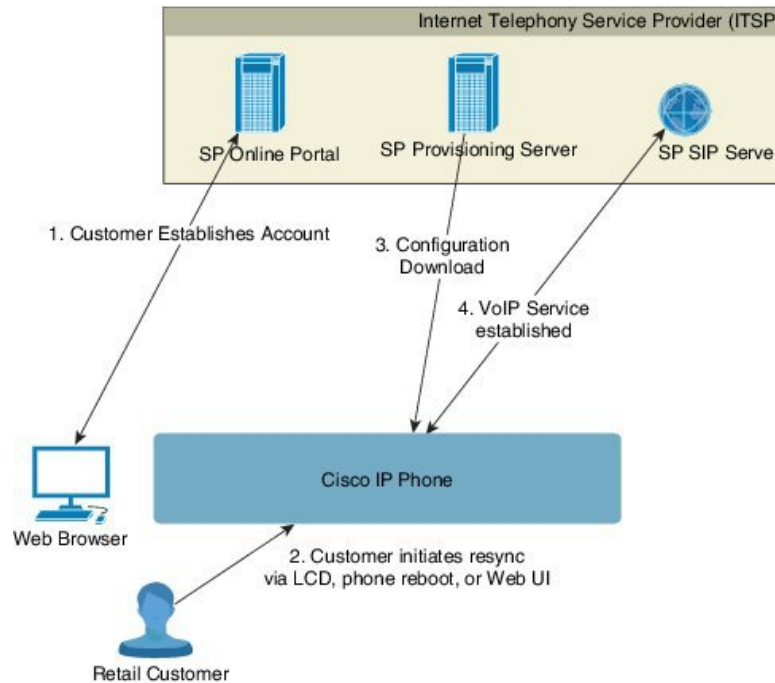 Internet Telephony Service Provider (ITSP
SP Online Portal
SP Provisioning Server
SP SIP Serve
1. Customer Establishes Account
3. Configuration
Download
4. VoIP Service
established
Cisco IP Phone
Web Browser
2. Customer initiates resync
via LCD, phone reboot, or Web UI
Retail Customer